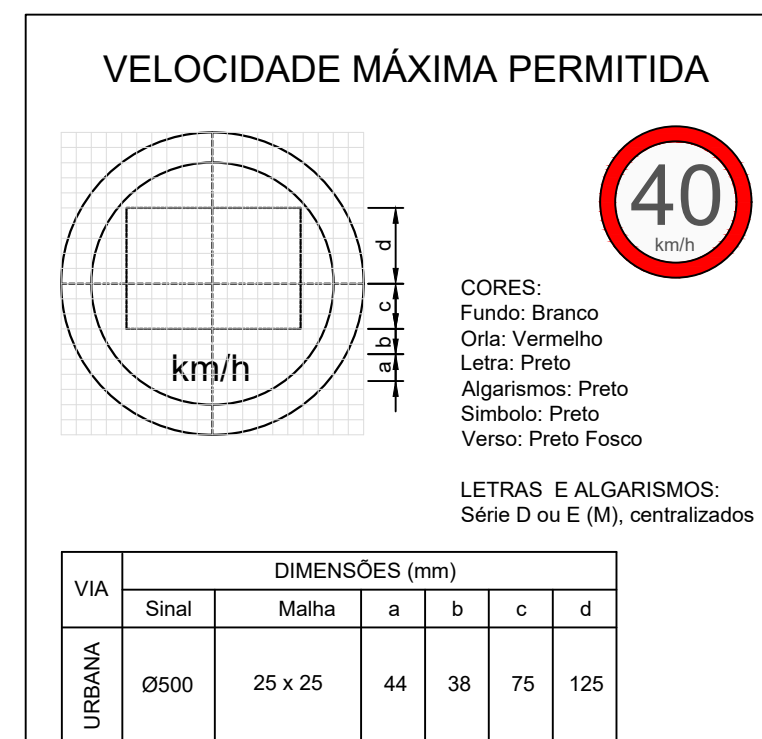 VELOCIDADE MÁXIMA PERMITIDA
40
km/h
d
c
b
a
km/h
CORES:
Fundo: Branco
Orla: Vermelho
Letra: Preto
Algarismos: Preto
Simbolo: Preto
Verso: Preto Fosco
LETRAS E ALGARISMOS:
Série D ou E (M), centralizados
VIA DIMENSÕES (mm)
Sinal Malha a b c d
URBANA Ø500 25 x 25 44 38 75 125